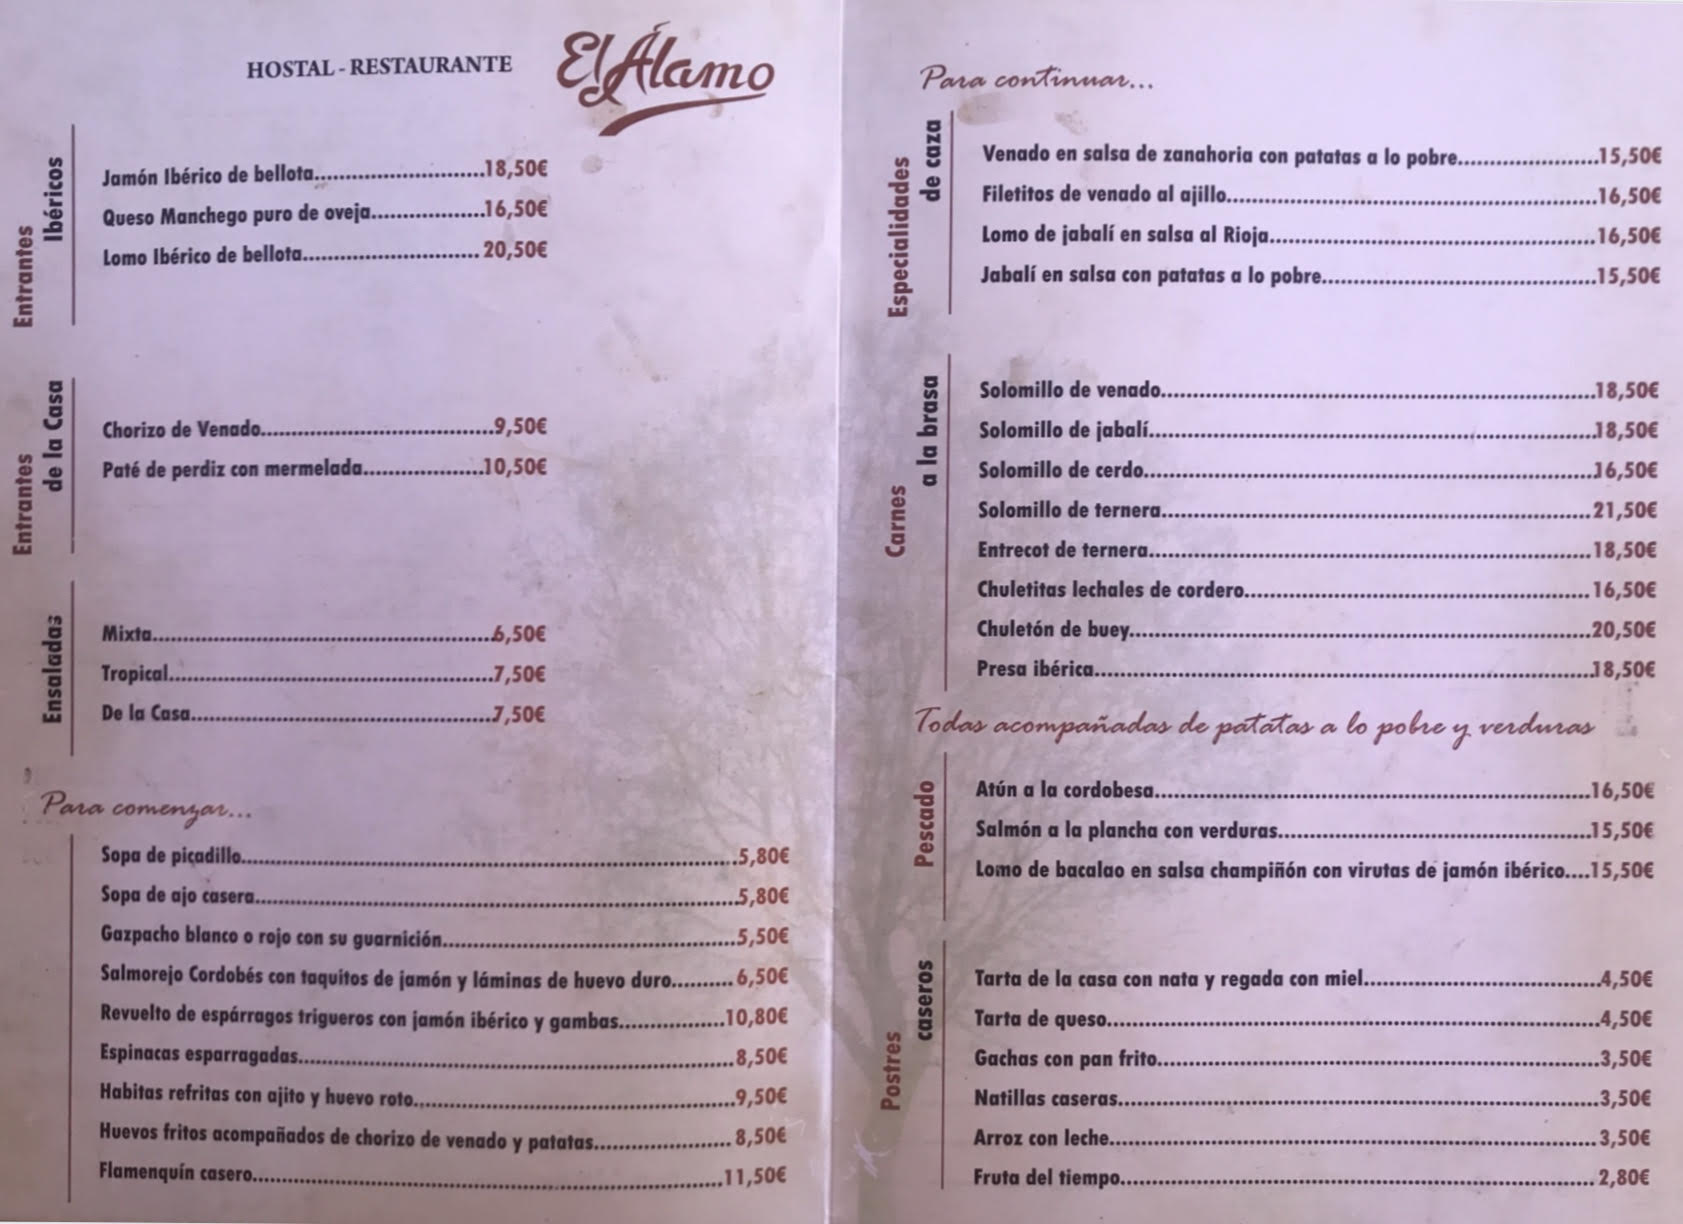 HOSTAL - RESTAURANTE El Álamo
Entrantes
Ibéricos
Jamón Ibérico de bellota..........................18,50€
Queso Manchego puro de oveja..................16,50€
Lomo Ibérico de bellota............................. 20,50€
Entrantes
de la Casa
Chorizo de Venado......................................9,50€
Paté de perdiz con mermelada...................10,50€
Ensaladas
Mixta........................................................6,50€
Tropical.....................................................7,50€
De la Casa.................................................7,50€
Para comenzar...
Sopa de picadillo.................................................................................5,80€
Sopa de ajo casera...............................................................................5,80€
Gazpacho blanco o rojo con su guarnición................................................5,50€
Salmorejo Cordobés con taquitos de jamón y láminas de huevo duro.......... 6,50€
Revuelto de espárragos trigueros con jamón ibérico y gambas.................10,80€
Espinacas esparragadas........................................................................8,50€
Habitas refritas con ajito y huevo roto.....................................................9,50€
Huevos fritos acompañados de chorizo de venado y patatas...................... 8,50€
Flamenquín casero.............................................................................11,50€
Para continuar...
Especialidades
de caza
Venado en salsa de zanahoria con patatas a lo pobre.......................15,50€
Filetitos de venado al ajillo.............................................................16,50€
Lomo de jabalí en salsa al Rioja......................................................16,50€
Jabalí en salsa con patatas a lo pobre.............................................15,50€
Carnes
a la brasa
Solomillo de venado.......................................................................18,50€
Solomillo de jabalí.........................................................................18,50€
Solomillo de cerdo..........................................................................16,50€
Solomillo de ternera.......................................................................21,50€
Entrecot de ternera.........................................................................18,50€
Chuletitas lechales de cordero.........................................................16,50€
Chuletón de buey............................................................................20,50€
Presa ibérica..................................................................................18,50€
Todas acompañadas de patatas a lo pobre y verduras
Pescado
Atún a la cordobesa........................................................................16,50€
Salmón a la plancha con verduras....................................................15,50€
Lomo de bacalao en salsa champiñón con virutas de jamón ibérico....15,50€
Postres
caseros
Tarta de la casa con nata y regada con miel.......................................4,50€
Tarta de queso.................................................................................4,50€
Gachas con pan frito.........................................................................3,50€
Natillas caseras................................................................................3,50€
Arroz con leche.................................................................................3,50€
Fruta del tiempo............................................................................... 2,80€